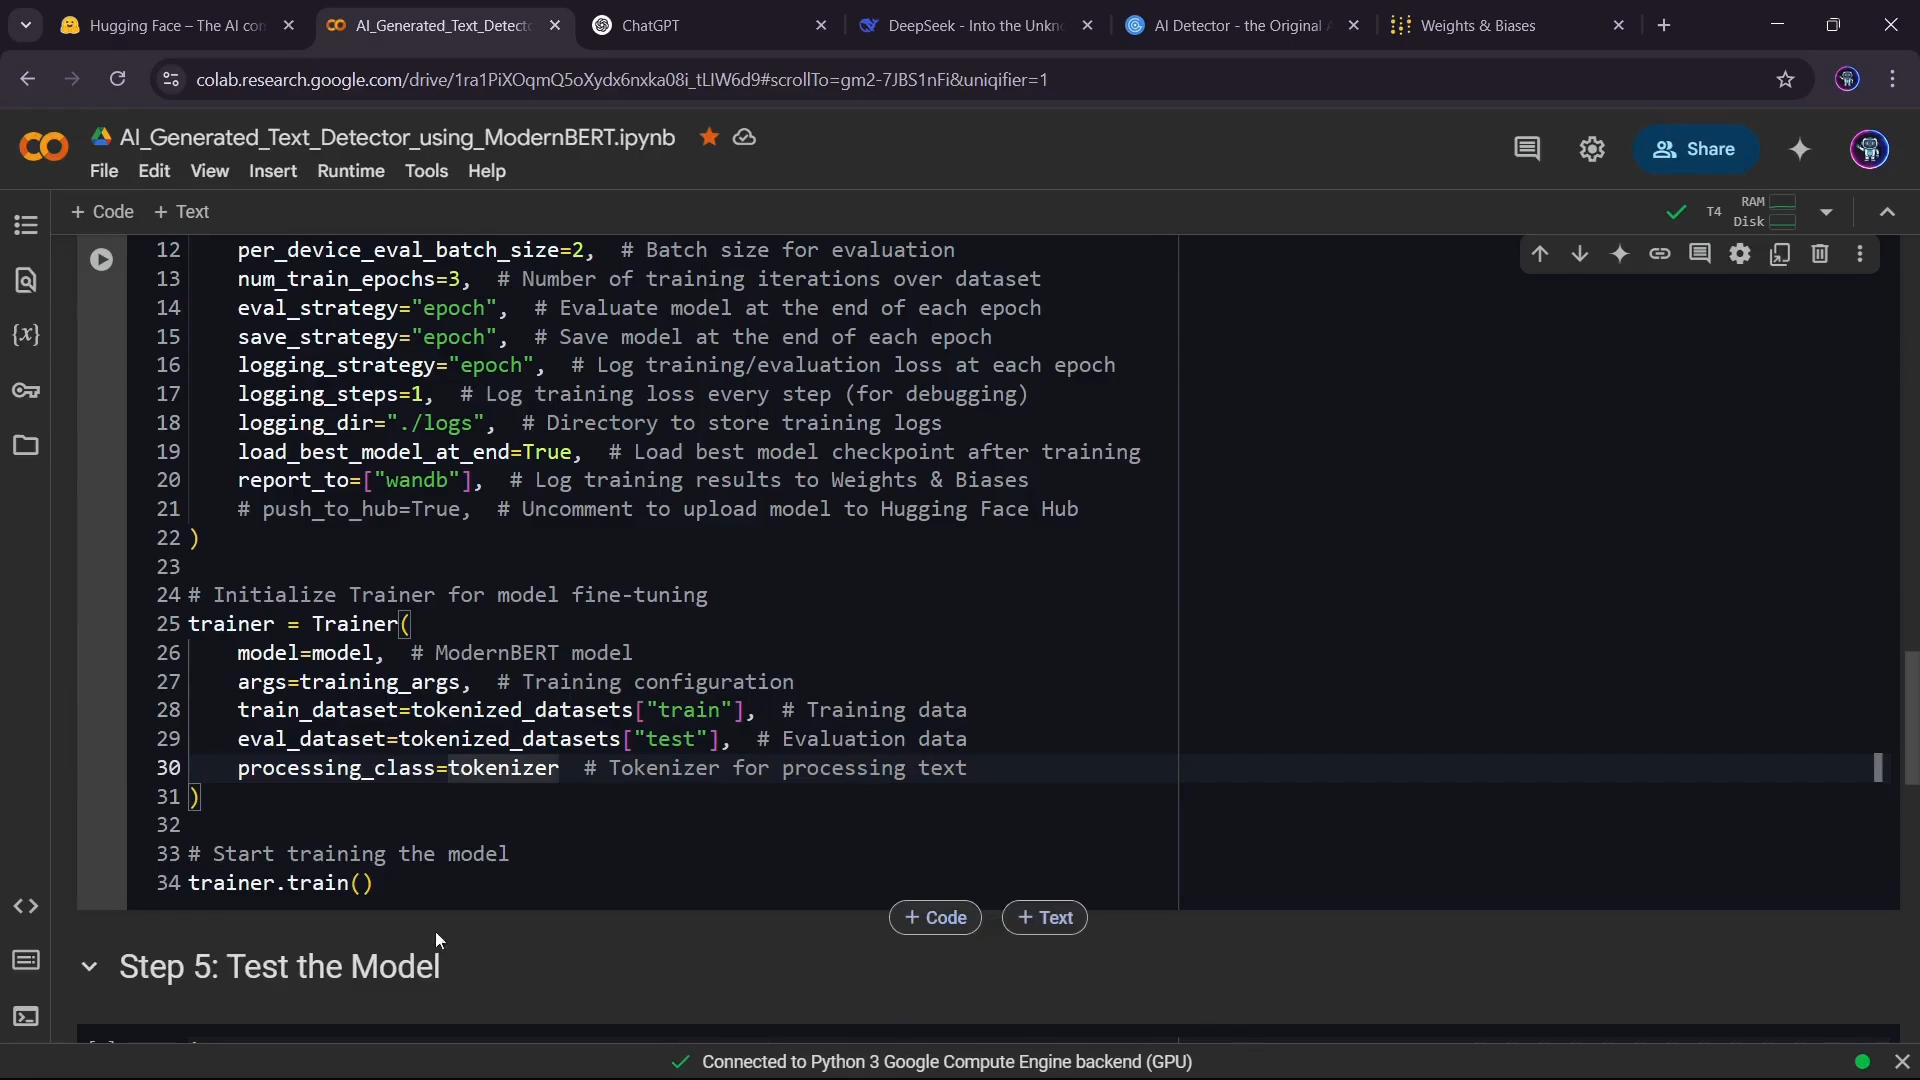 Hugging Face – The AI con
AI_Generated_Text_Detecto
ChatGPT
DeepSeek - Into the Unkno
AI Detector - the Original A
Weights & Biases
colab.research.google.com/drive/1ra1PiXOqmQ5oXydx6nxka08i_tLIW6d9#scrollTo=gm2-7JBS1nFi&uniqifier=1
CO
AI_Generated_Text_Detector_using_ModernBERT.ipynb
Share
File Edit View Insert Runtime Tools Help
+ Code + Text
T4
RAM
Disk
12 per_device_eval_batch_size=2, # Batch size for evaluation
13 num_train_epochs=3, # Number of training iterations over dataset
14 eval_strategy="epoch", # Evaluate model at the end of each epoch
15 save_strategy="epoch", # Save model at the end of each epoch
16 logging_strategy="epoch", # Log training/evaluation loss at each epoch
17 logging_steps=1, # Log training loss every step (for debugging)
18 logging_dir="./logs", # Directory to store training logs
19 load_best_model_at_end=True, # Load best model checkpoint after training
20 report_to=["wandb"], # Log training results to Weights & Biases
21 # push_to_hub=True, # Uncomment to upload model to Hugging Face Hub
22 )
23
24 # Initialize Trainer for model fine-tuning
25 trainer = Trainer(
26 model=model, # ModernBERT model
27 args=training_args, # Training configuration
28 train_dataset=tokenized_datasets["train"], # Training data
29 eval_dataset=tokenized_datasets["test"], # Evaluation data
30 processing_class=tokenizer # Tokenizer for processing text
31 )
32
33 # Start training the model
34 trainer.train()
+ Code + Text
Step 5: Test the Model
Connected to Python 3 Google Compute Engine backend (GPU)